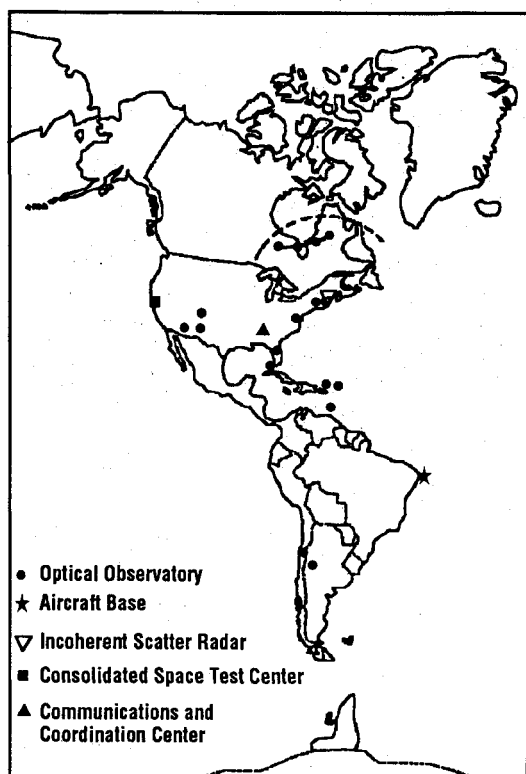 Optical Observatory
Aircraft Base
Incoherent Scatter Radar
Consolidated Space Test Center
Communications and
Coordination Center